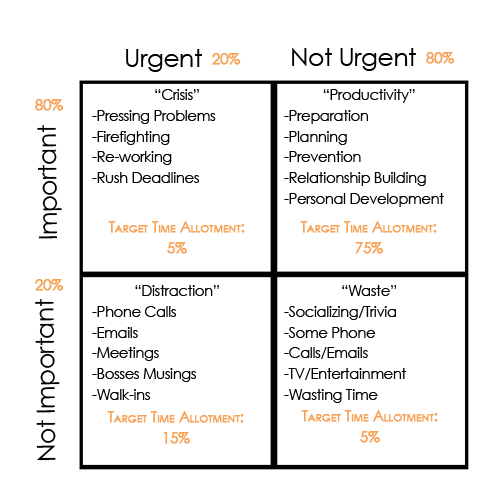 Urgent 20%
Not Urgent 80%
80%
Important
"Crisis"
-Pressing Problems
-Firefighting
-Re-working
-Rush Deadlines
Target Time Allotment:
5%
"Productivity"
-Preparation
-Planning
-Prevention
-Relationship Building
-Personal Development
Target Time Allotment:
75%
20%
Not Important
"Distraction"
-Phone Calls
-Emails
-Meetings
-Bosses Musings
-Walk-ins
Target Time Allotment:
15%
"Waste"
-Socializing/Trivia
-Some Phone
-Calls/Emails
-TV/Entertainment
-Wasting Time
Target Time Allotment:
5%